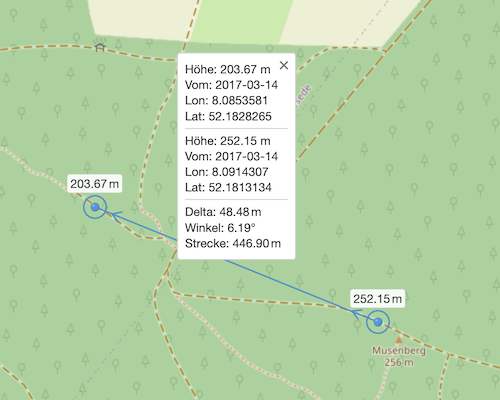 Höhe: 203.67 m
Vom: 2017-03-14
Lon: 8.0853581
Lat: 52.1828265
Höhe: 252.15 m
Vom: 2017-03-14
Lon: 8.0914307
Lat: 52.1813134
Delta: 48.48 m
Winkel: 6.19°
Strecke: 446.90 m
203.67 m
252.15 m
Musenberg
256 m